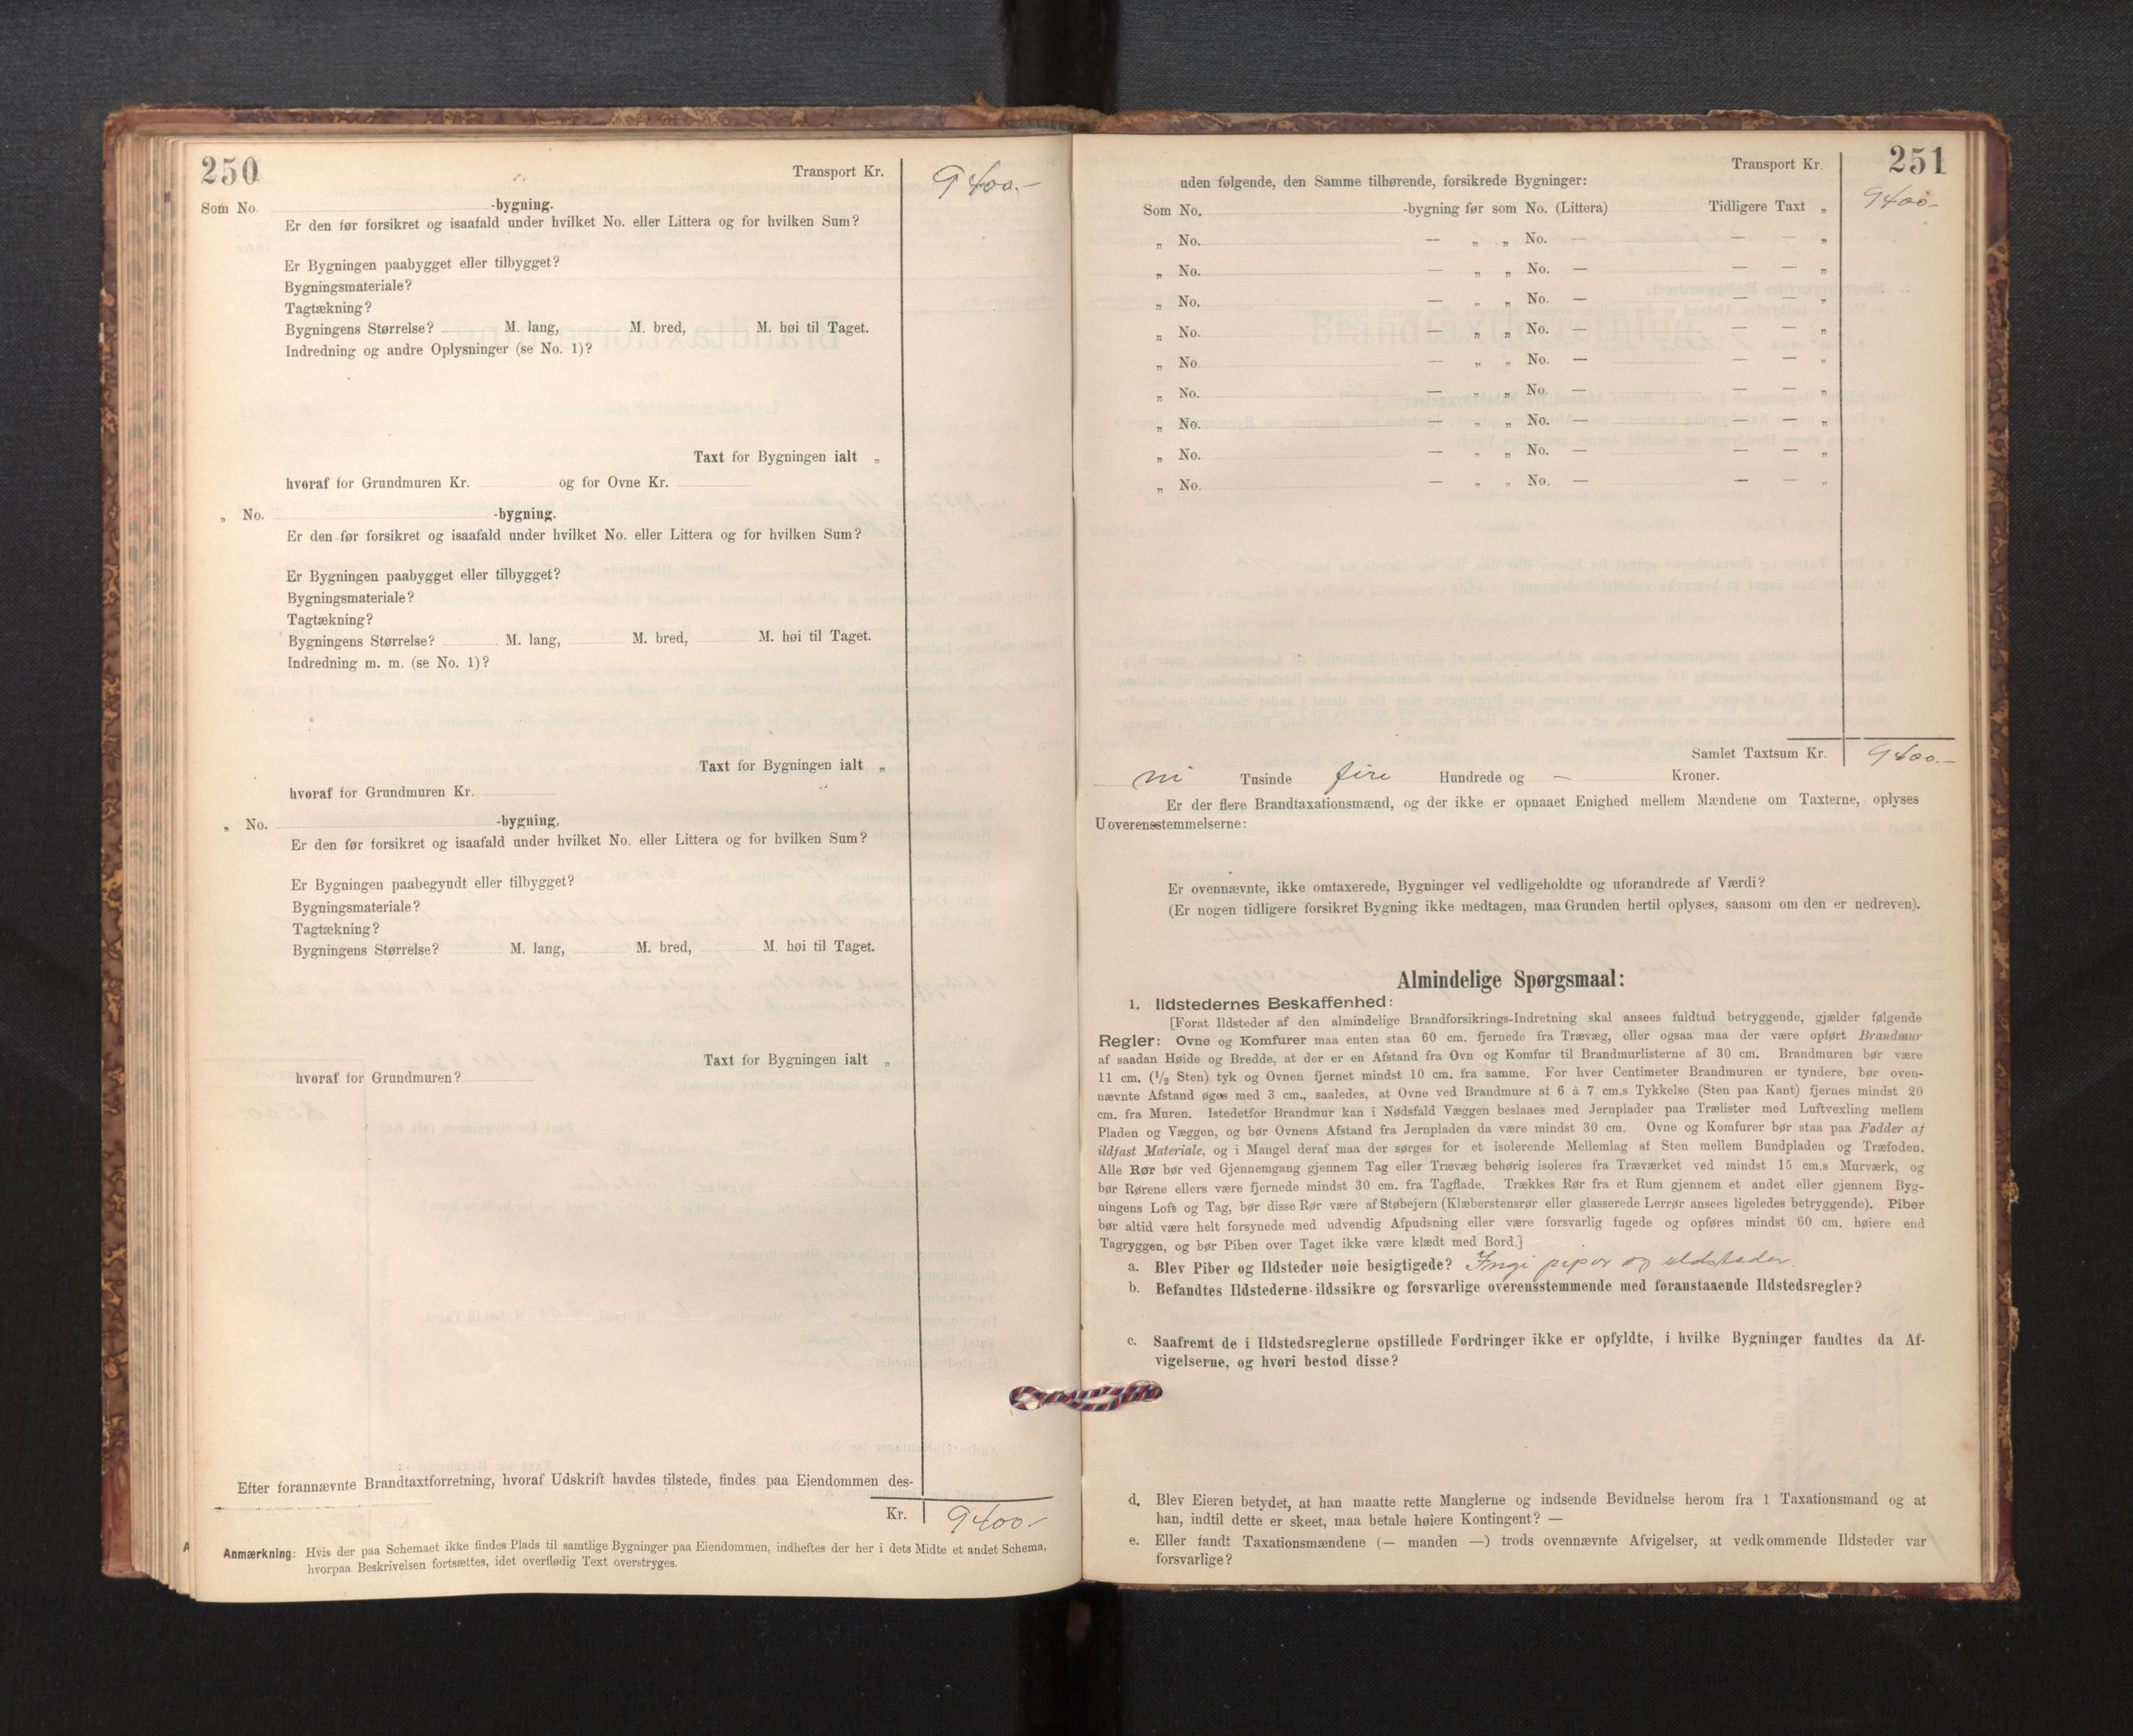 250
Transport Kr. 9400.-
Som No. -bygning.
Er den før forsikret og isaafald under hvilket No. eller Littera og for hvilken Sum?
Er Bygningen paabygget eller tilbygget?
Bygningsmateriale?
Tagtækning?
Bygningens Størrelse? M. lang, M. bred, M. høi til Taget.
Indredning og andre Oplysninger (se No. 1)?
Taxt for Bygningen ialt „
hvoraf for Grundmuren Kr. og for Ovne Kr.
„ No. -bygning.
Er den før forsikret og isaafald under hvilket No. eller Littera og for hvilken Sum?
Er Bygningen paabygget eller tilbygget?
Bygningsmateriale?
Tagtækning?
Bygningens Størrelse? M. lang, M. bred, M. høi til Taget.
Indredning m. m. (se No. 1)?
Taxt for Bygningen ialt „
hvoraf for Grundmuren Kr.
„ No. -bygning,
Er den før forsikret og isaafald under hvilket No. eller Littera og for hvilken Sum?
Er Bygningen paabegyudt eller tilbygget?
Bygningsmateriale?
Tagtækning?
Bygningens Størrelse? M. lang, M. bred, M. høi til Taget.
Taxt for Bygningen ialt „
hvoraf for Grundmuren?
Efter forannævnte Brandtaxtforretning, hvoraf Udskrift havdes tilstede, findes paa Eiendommen des-
Kr. 9400.-
Anmærkning: Hvis der paa Schemaet ikke findes Plads til samtlige Bygninger paa Eiendommen, indheftes der her i dets Midte et andet Schema,
hvorpaa Beskrivelsen fortsættes, idet overflødig Text overstryges.
251
Transport Kr.
uden følgende, den Samme tilhørende, forsikrede Bygninger:
9400-
Som No. -bygning før som No. (Littera) Tidligere Taxt „
„ No. — „ „ No. — — — „
„ No. — „ „ No. — — — „
„ No. — „ „ No. — — — „
„ No. — „ „ No. — — — „
„ No. — „ „ No. — — — „
„ No. — „ „ No. — — — „
„ No. — „ „ No. — — — „
„ No. — „ „ No. — — — „
„ No. — „ „ No. — — — „
Samlet Taxtsum Kr. 9400.-
ni Tusinde fire Hundrede og - Kroner.
Er der flere Brandtaxationsmænd, og der ikke er opnaaet Enighed mellem Mændene om Taxterne, oplyses
Uoverensstemmelserne:
Er ovennævnte, ikke omtaxerede, Bygninger vel vedligeholdte og uforandrede af Værdi?
(Er nogen tidligere forsikret Bygning ikke medtagen, maa Grunden hertil oplyses, saasom om den er nedreven).
Almindelige Spørgsmaal:
1. Ildstedernes Beskaffenhed:
[Forat Ildsteder af den almindelige Brandforsikrings-Indretning skal ansees fuldtud betryggende, gjælder følgende
Regler: Ovne og Komfurer maa enten staa 60 cm. fjernede fra Trævæg, eller ogsaa maa der være opført Brandmur
af saadan Høide og Bredde, at der er en Afstand fra Ovn og Komfur til Brandmurlisterne af 30 cm. Brandmuren bør være
11 cm. (½ Sten) tyk og Ovnen fjernet mindst 10 cm. fra samme. For hver Centimeter Brandmuren er tyndere, bør oven-
nævnte Afstand øges med 3 cm., saaledes, at Ovne ved Brandmure af 6 à 7 cm.s Tykkelse (Sten paa Kant) fjernes mindst 20
cm. fra Muren. Istedetfor Brandmur kan i Nødsfald Væggen beslaaes med Jernplader paa Trælister med Luftvexling mellem
Pladen og Væggen, og bør Ovnens Afstand fra Jernpladen da være mindst 30 cm. Ovne og Komfurer bør staa paa Fødder af
ildfast Materiale, og i Mangel deraf maa der sørges for et isolerende Mellemlag af Sten mellem Bundpladen og Træfoden.
Alle Rør bør ved Gjennemgang gjennem Tag eller Trævæg behørig isoleres fra Træværket ved mindst 15 cm.s Murværk, og
bør Rørene ellers være fjernede mindst 30 cm. fra Tagflade. Trækkes Rør fra et Rum gjennem et andet eller gjennem Byg-
ningens Loft og Tag, bør disse Rør være af Støbejern (Klæberstensrør eller glasserede Lerrør ansees ligeledes betryggende). Piber
bør altid være helt forsynede med udvendig Afpudsning eller være forsvarlig fugede og opføres mindst 60 cm. høiere end
Tagryggen, og bør Piben over Taget ikke være klædt med Bord.]
a. Blev Piber og Ildsteder nøie besigtigede? Ingi pipor og eldstader.
b. Befandtes Ildstederne ildssikre og forsvarlige overensstemmende med foranstaaende Ildstedsregler?
c. Saafremt de i Ildstedsreglerne opstillede Fordringer ikke er opfyldte, i hvilke Bygninger fandtes da Af-
vigelserne, og hvori bestod disse?
d. Blev Eieren betydet, at han maatte rette Manglerne og indsende Bevidnelse herom fra 1 Taxationsmand og at
han, indtil dette er skeet, maa betale høiere Kontingent? —
e. Eller fandt Taxationsmændene (— manden —) trods ovennævnte Afvigelser, at vedkommende Ildsteder var
forsvarlige?